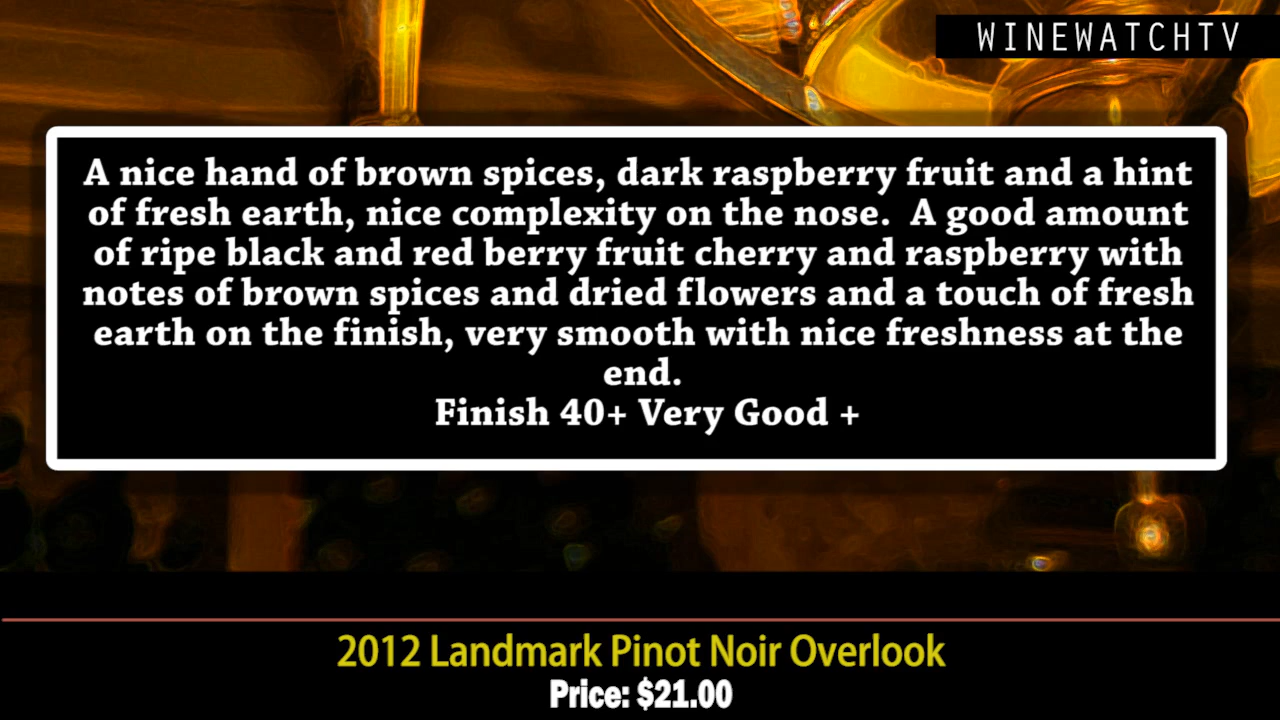 WINEWATCHTV
A nice hand of brown spices, dark raspberry fruit and a hint
of fresh earth, nice complexity on the nose.  A good amount
of ripe black and red berry fruit cherry and raspberry with
notes of brown spices and dried flowers and a touch of fresh
earth on the finish, very smooth with nice freshness at the
end.
Finish 40+ Very Good +
2012 Landmark Pinot Noir Overlook
Price: $21.00